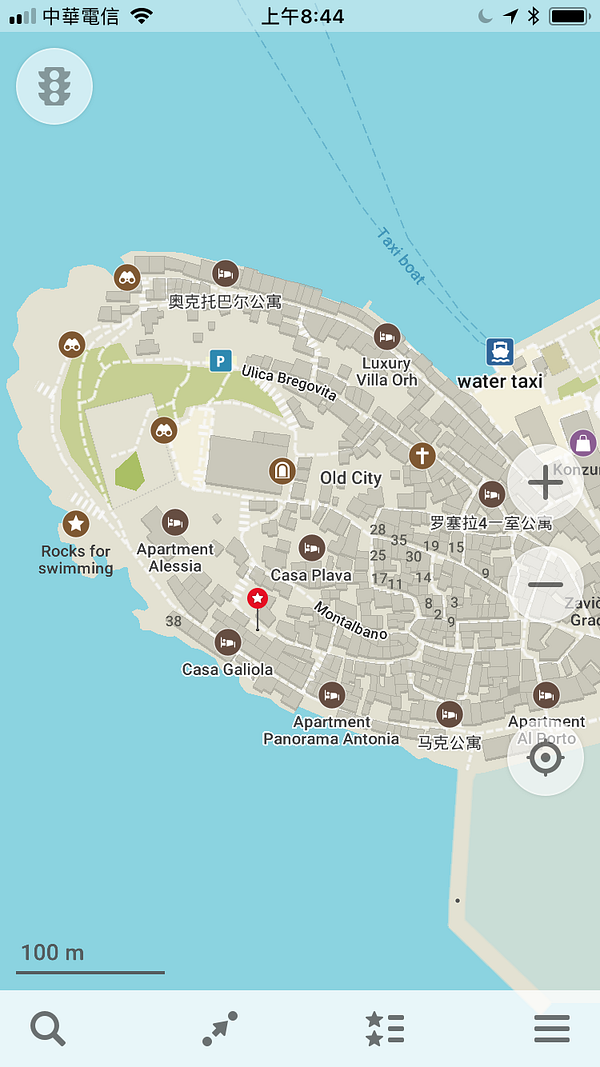 中華電信
上午8:44
Taxi boat
奥克托巴尔公寓
Luxury
Villa Orh
water taxi
P
Ulica Bregovita
Old City
Konzu
罗塞拉4一室公寓
Rocks for
swimming
Apartment
Alessia
Casa Plava
28
35
19
15
25
30
17
11
14
9
8
3
2
9
Montalbano
Zavič
Grad
38
Casa Galiola
Apartment
Panorama Antonia
马克公寓
Apartment
Al Porto
100 m